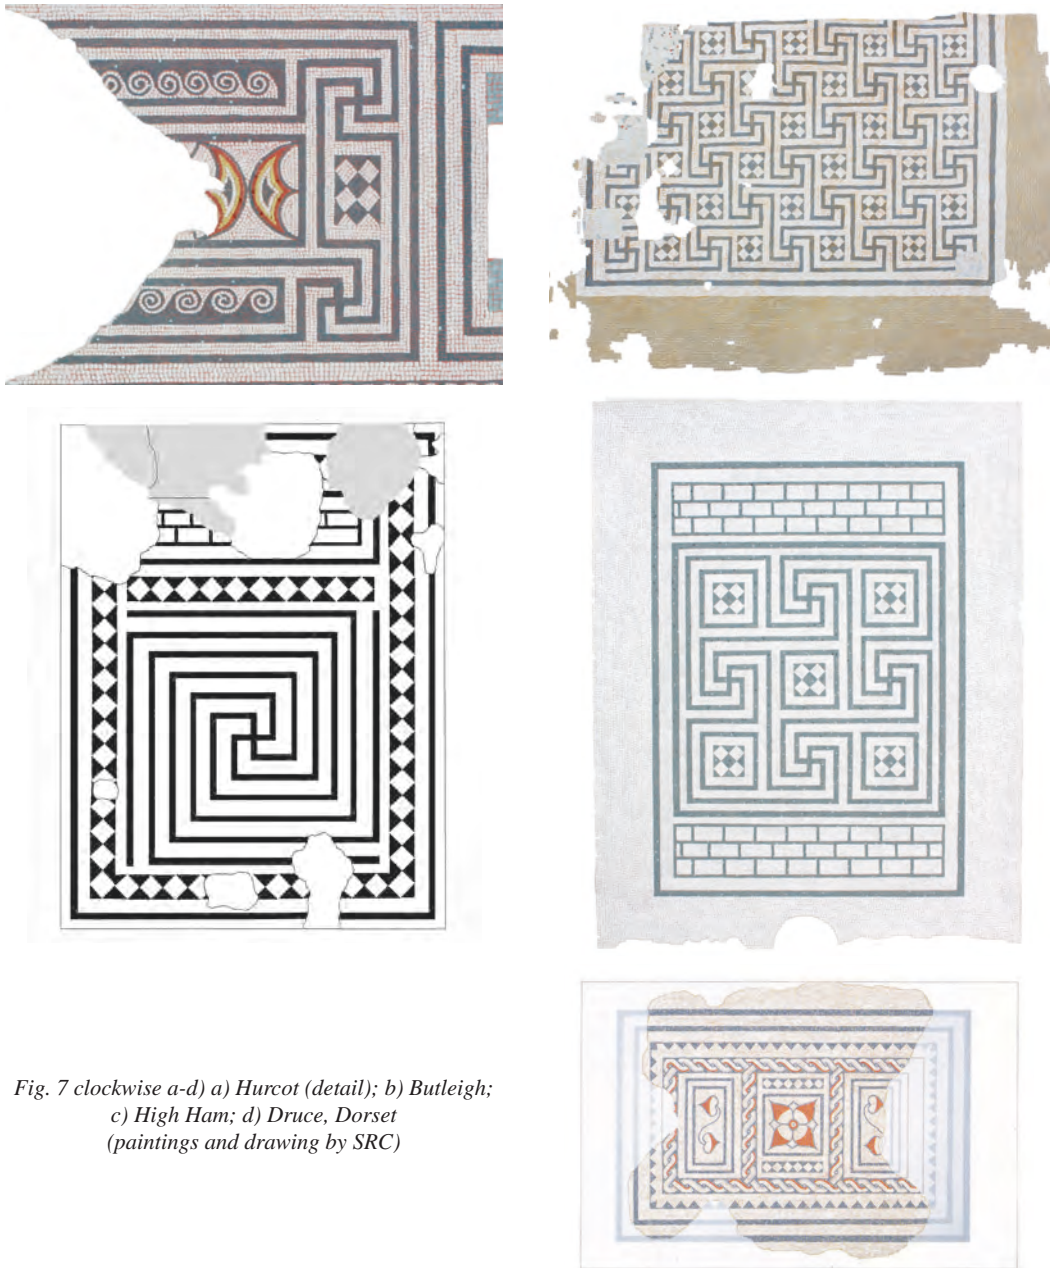 Fig. 7 clockwise a-d) a) Hurcot (detail); b) Butleigh;
c) High Ham; d) Druce, Dorset
(paintings and drawing by SRC)